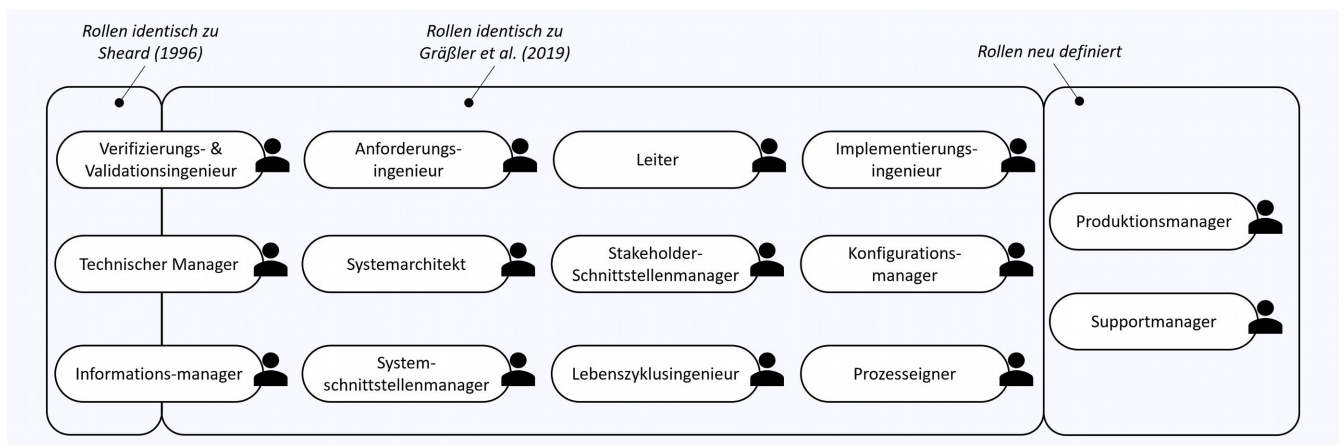 Rollen identisch zu
Sheard (1996)
Rollen identisch zu
Gräßler et al. (2019)
Rollen neu definiert
Verifizierungs- &
Validationsingenieur
Anforderungs-
ingenieur
Leiter
Implementierungs-
ingenieur
Produktionsmanager
Technischer Manager
Systemarchitekt
Stakeholder-
Schnittstellenmanager
Konfigurations-
manager
Supportmanager
Informations-manager
System-
schnittstellenmanager
Lebenszyklusingenieur
Prozesseigner